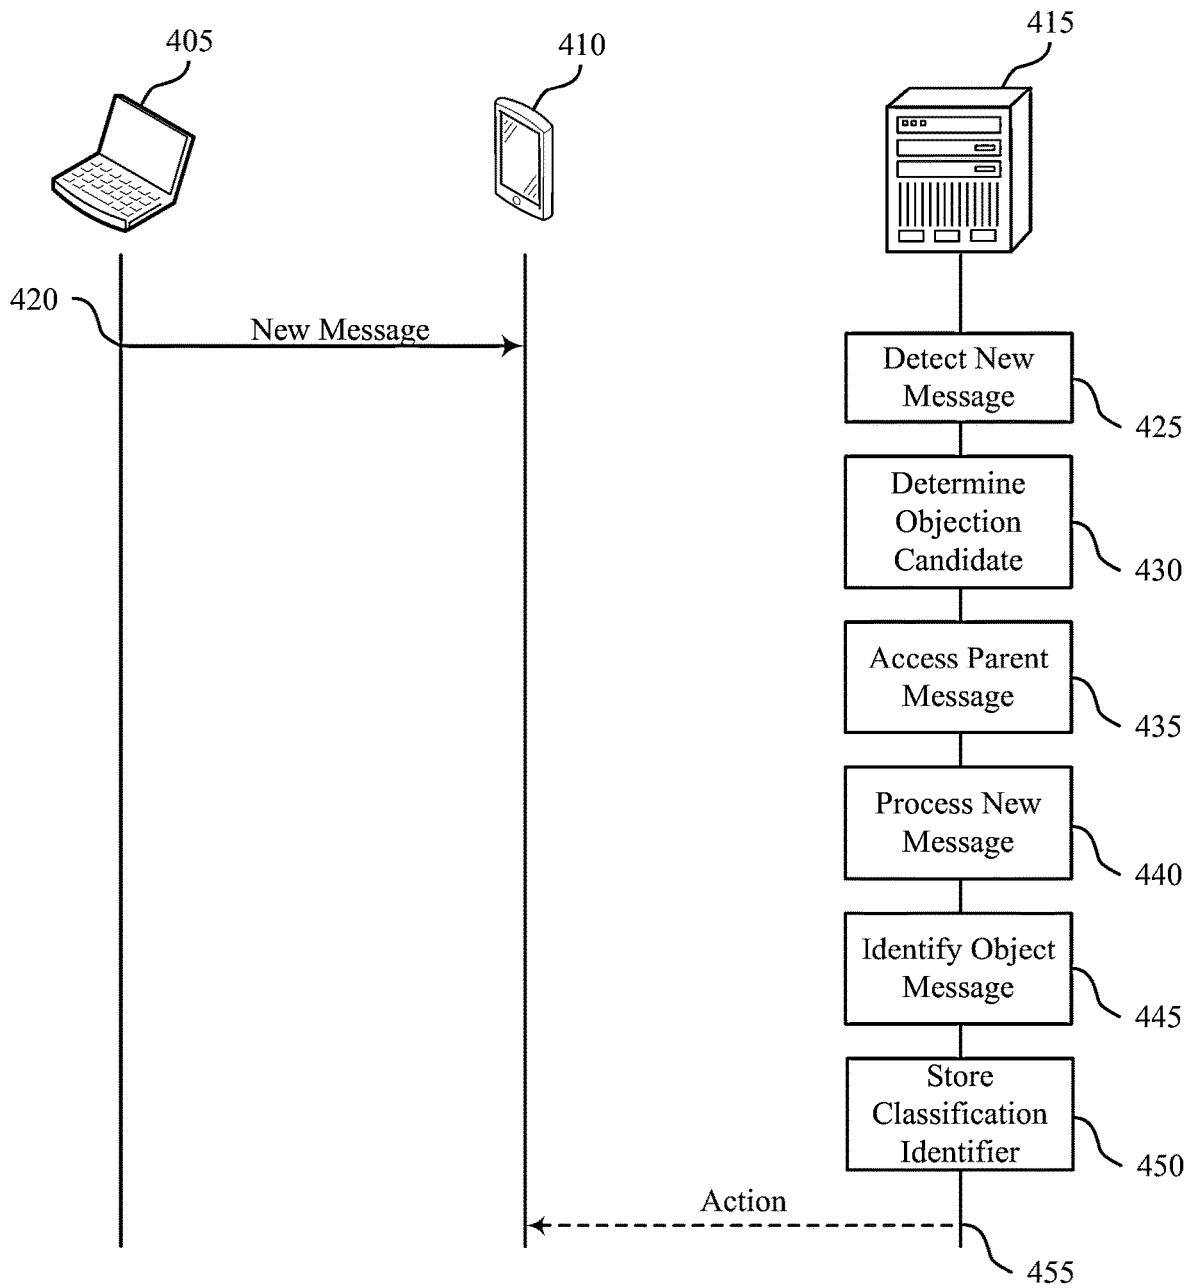 405
410
415
420
New Message
Detect New
Message
425
Determine
Objection
Candidate
430
Access Parent
Message
435
Process New
Message
440
Identify Object
Message
445
Store
Classification
Identifier
450
Action
455